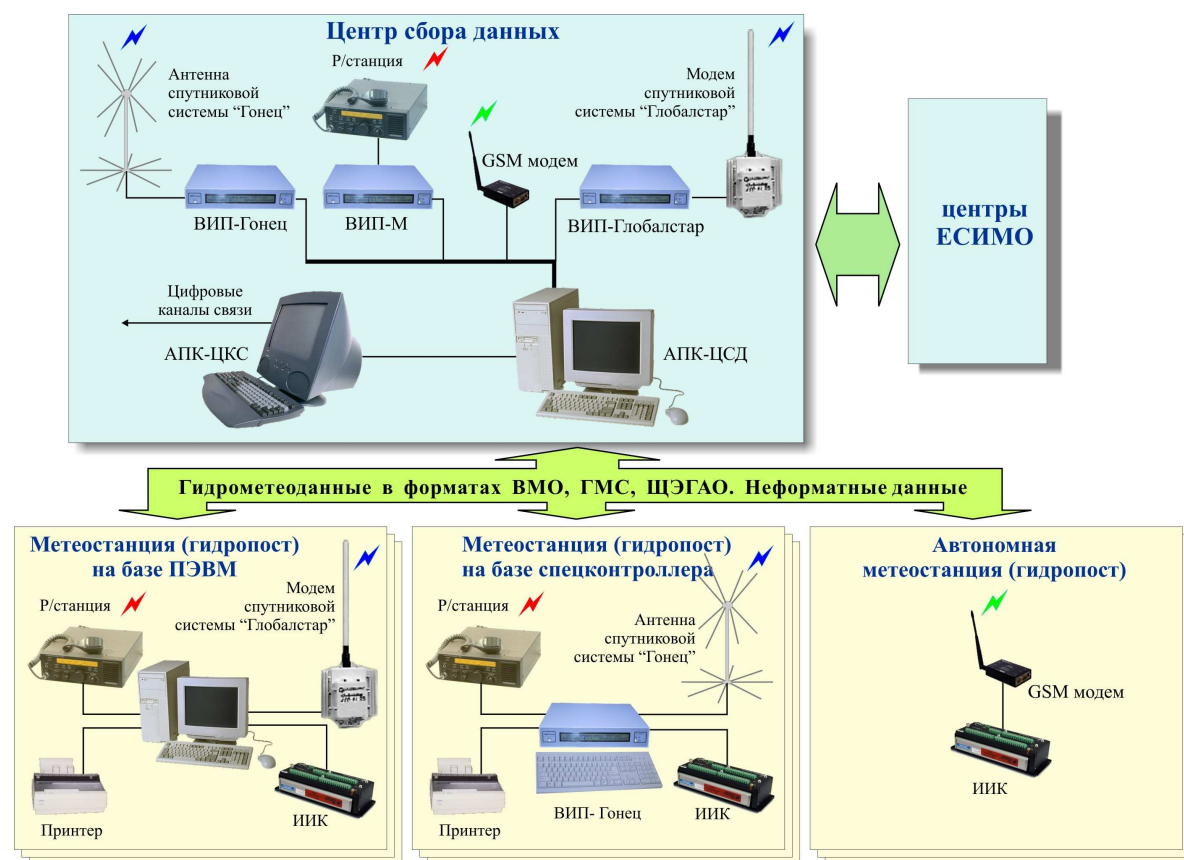 Центр сбора данных
Антенна
спутниковой
системы “Гонец”
Р/станция
Модем
спутниковой
системы “Глобалстар”
GSM модем
ВИП-Гонец
ВИП-М
ВИП-Глобалстар
центры
ЕСИМО
Цифровые
каналы связи
АПК-ЦКС
АПК-ЦСД
Гидрометеоданные в форматах ВМО, ГМС, ЩЭГАО. Неформатные данные
Метеостанция (гидропост)
на базе ПЭВМ
Р/станция
Модем
спутниковой
системы “Глобалстар”
Принтер
ИИК
Метеостанция (гидропост)
на базе спецконтроллера
Р/станция
Антенна
спутниковой
системы “Гонец”
Принтер
ВИП- Гонец
ИИК
Автономная
метеостанция (гидропост)
GSM модем
ИИК